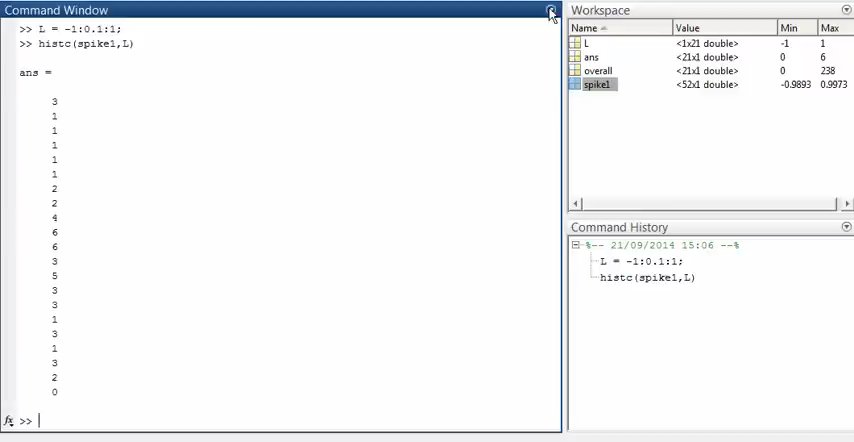 Command Window
>> L = -1:0.1:1;
>> histc(spike1,L)
ans =
3
1
1
1
1
1
2
2
4
6
6
3
5
3
3
1
3
1
3
2
0
fx >>
Workspace
Name Value Min Max
L <1x21 double> -1 1
ans <21x1 double> 0 6
overall <21x1 double> 0 238
spike1 <52x1 double> -0.9893 0.9973
Command History
%-- 21/09/2014 15:06 --%
L = -1:0.1:1;
histc(spike1,L)